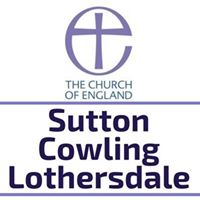 THE CHURCH
OF ENGLAND
Sutton
Cowling
Lothersdale